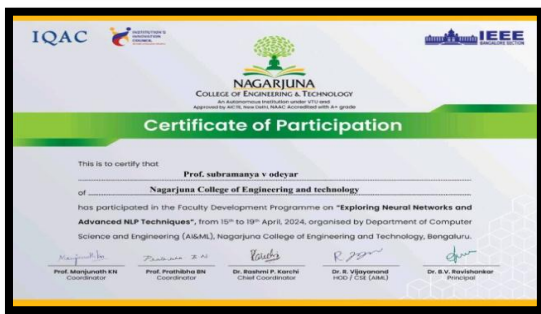 IQAC
INSTITUTION'S
INNOVATION
COUNCIL
IEEE
BANGALORE SECTION
NAGARJUNA
COLLEGE OF ENGINEERING & TECHNOLOGY
An Autonomous Institution under VTU and
Approved by AICTE, New Delhi, NAAC Accredited with A+ grade
Certificate of Participation
This is to certify that
Prof. subramanya v odeyar
of Nagarjuna College of Engineering and technology
has participated in the Faculty Development Programme on "Exploring Neural Networks and
Advanced NLP Techniques", from 15th to 19th April, 2024, organised by Department of Computer
Science and Engineering (AI&ML), Nagarjuna College of Engineering and Technology, Bengaluru.
Prof. Manjunath KN
Coordinator
Prof. Prathibha BN
Coordinator
Dr. Rashmi P. Karchi
Chief Coordinator
Dr. R. Vijayanand
HOD / CSE (AIML)
Dr. B.V. Ravishankar
Principal